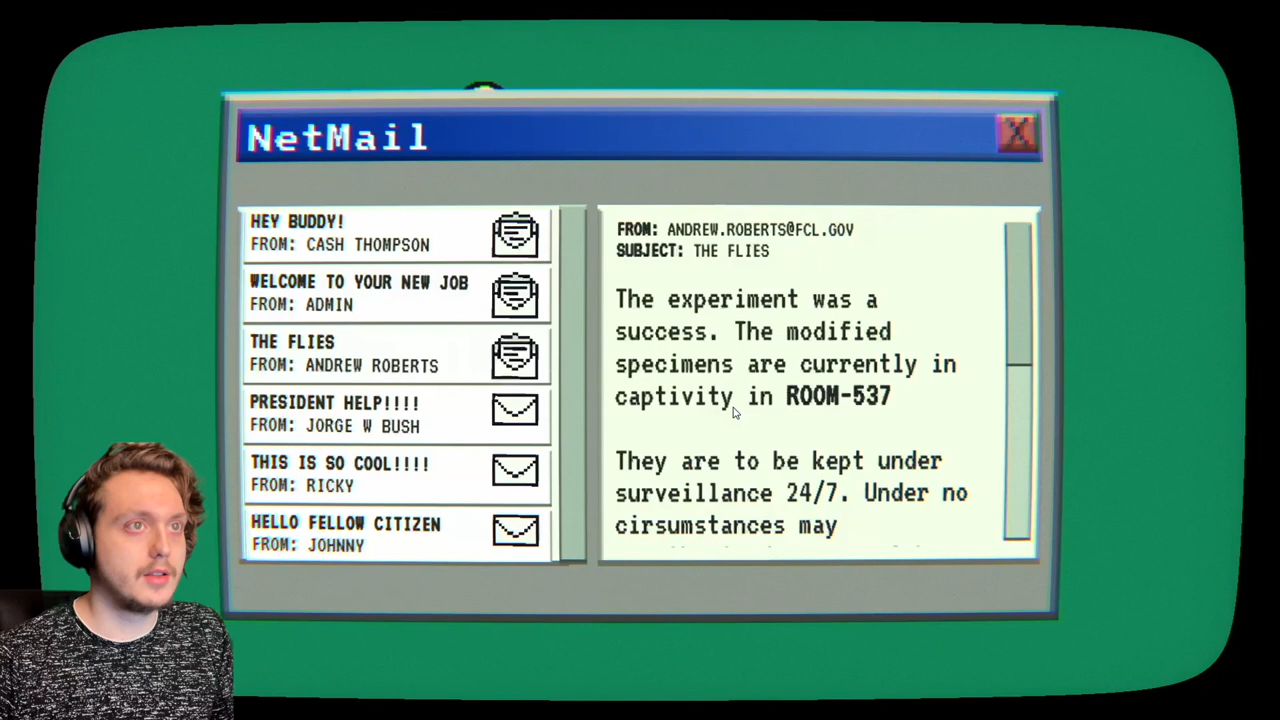 NetMail
X
HEY BUDDY!
FROM: CASH THOMPSON
WELCOME TO YOUR NEW JOB
FROM: ADMIN
THE FLIES
FROM: ANDREW ROBERTS
PRESIDENT HELP!!!!
FROM: JORGE W BUSH
THIS IS SO COOL!!!!
FROM: RICKY
HELLO FELLOW CITIZEN
FROM: JOHNNY
FROM: ANDREW.ROBERTS@FCL.GOV
SUBJECT: THE FLIES
The experiment was a
success. The modified
specimens are currently in
captivity in ROOM-537
They are to be kept under
surveillance 24/7. Under no
cirsumstances may